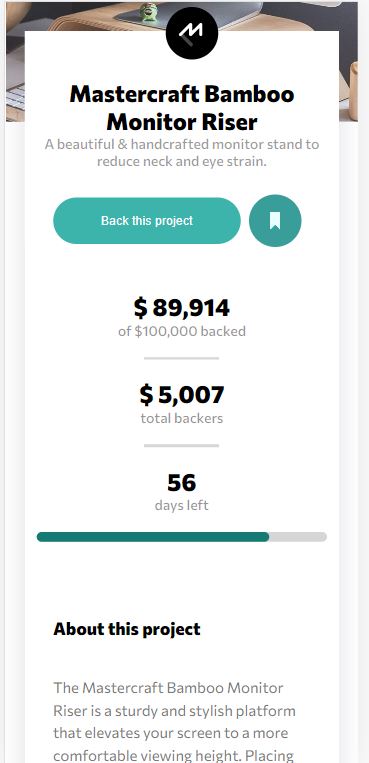 Mastercraft Bamboo
Monitor Riser
A beautiful & handcrafted monitor stand to
reduce neck and eye strain.
Back this project
$ 89,914
of $100,000 backed
$ 5,007
total backers
56
days left
About this project
The Mastercraft Bamboo Monitor
Riser is a sturdy and stylish platform
that elevates your screen to a more
comfortable viewing height. Placing